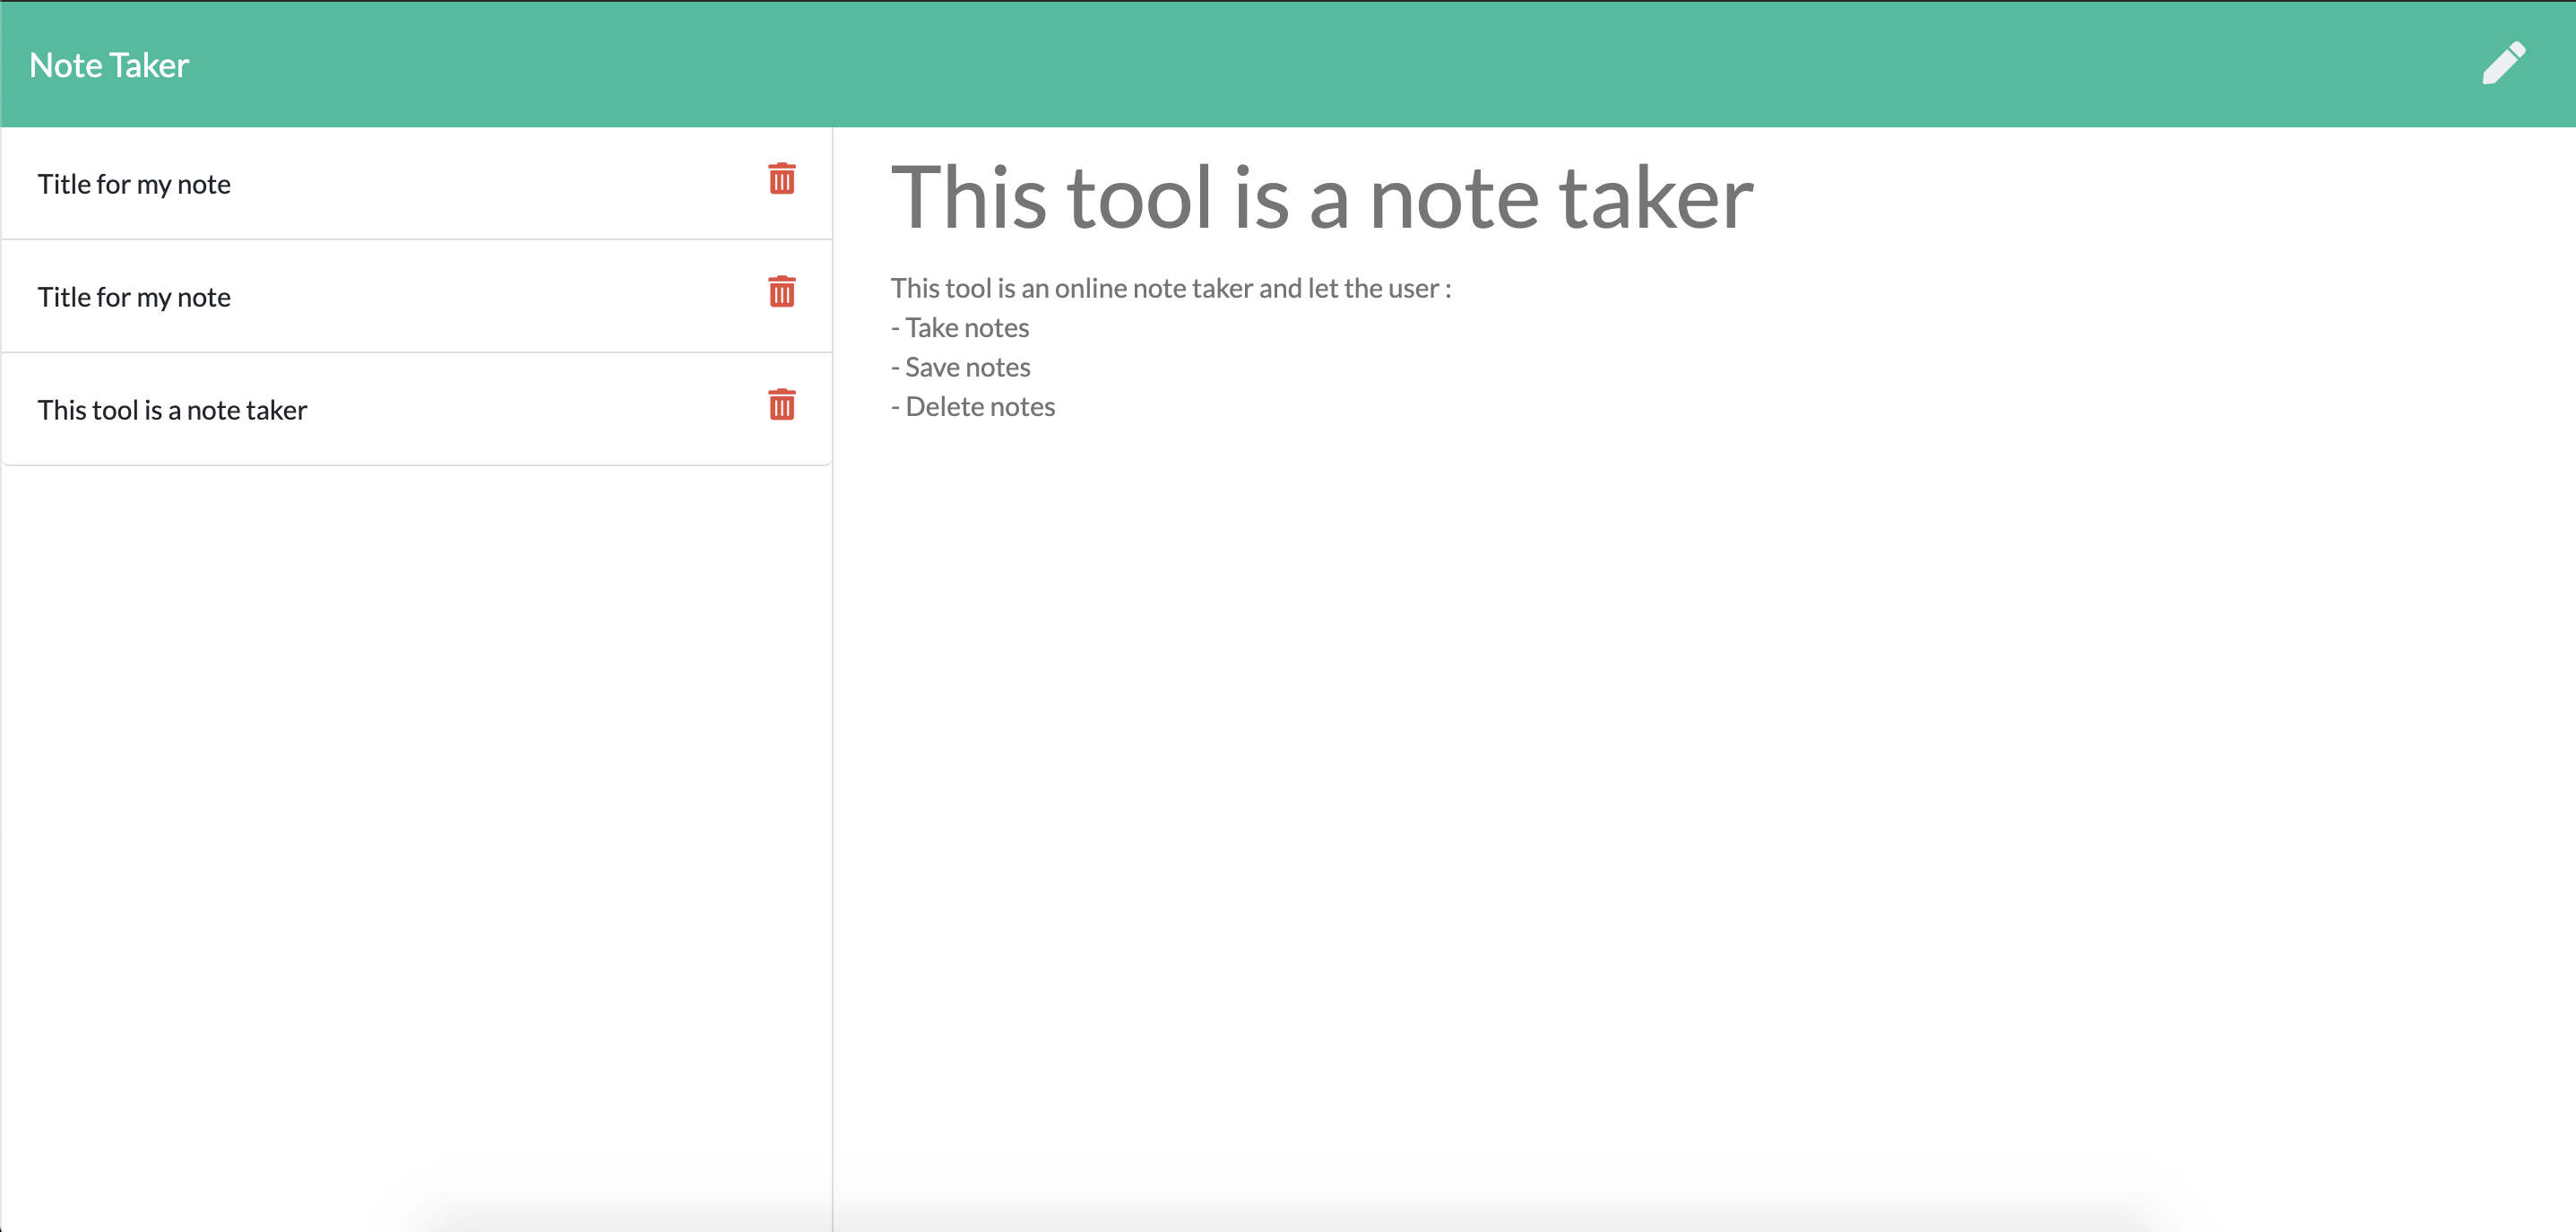 Note Taker
Title for my note
Title for my note
This tool is a note taker
This tool is a note taker
This tool is an online note taker and let the user :
- Take notes
- Save notes
- Delete notes